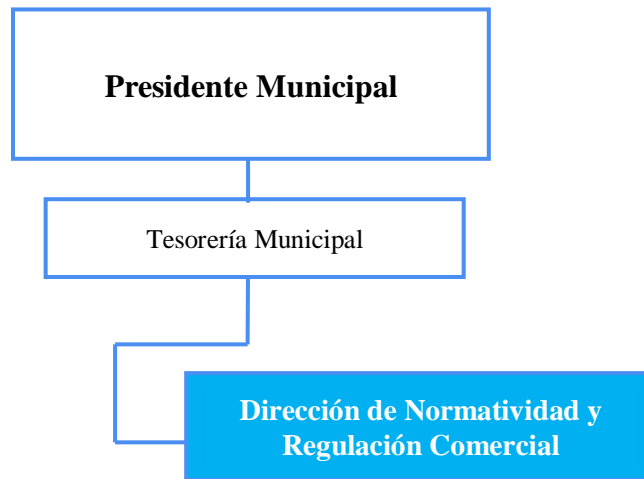 Presidente Municipal
Tesorería Municipal
Dirección de Normatividad y
Regulación Comercial